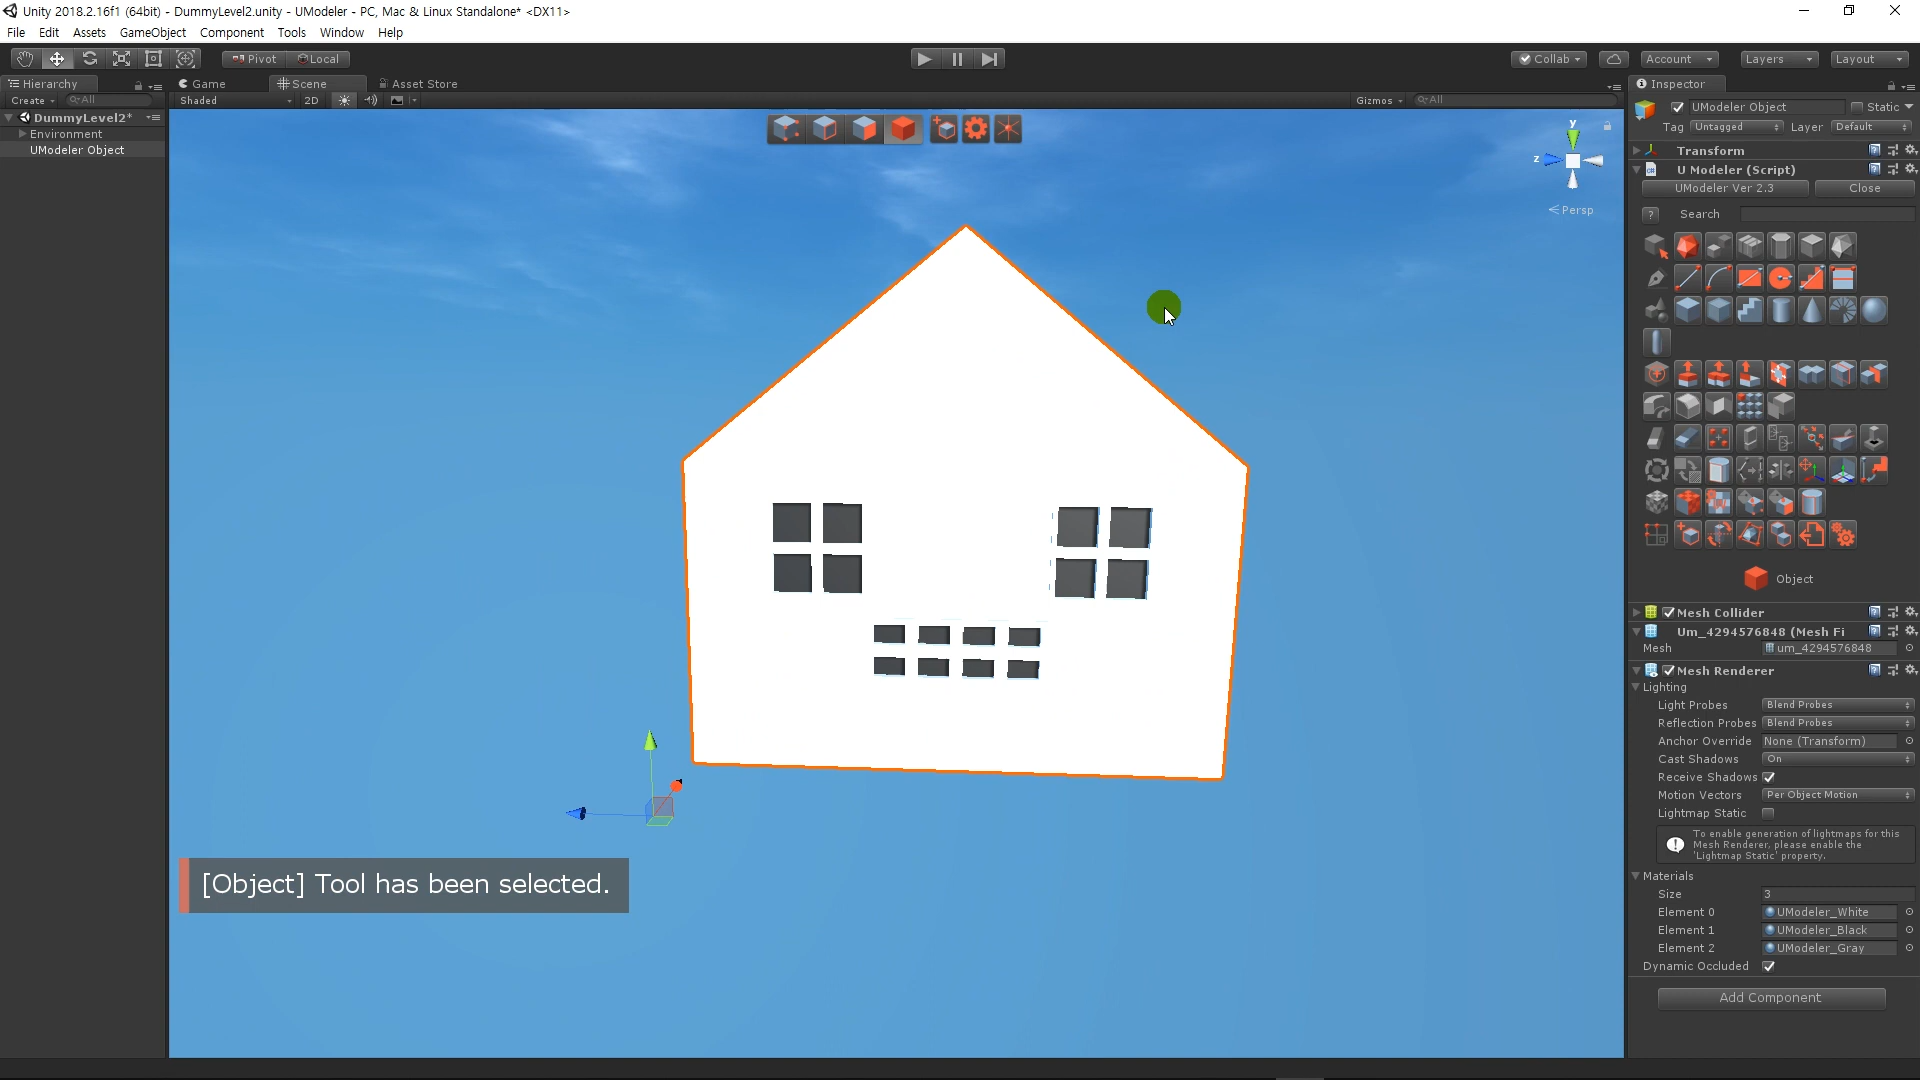 Unity 2018.2.16f1 (64bit) - DummyLevel2.unity - UModeler - PC, Mac & Linux Standalone* <DX11>
File Edit Assets GameObject Component Tools Window Help
Pivot Local
Collab Account Layers Layout
Hierarchy Game Scene Asset Store Inspector
Create All Shaded 2D Gizmos All
DummyLevel2*
Environment
UModeler Object
UModeler Object Static
Tag Untagged Layer Default
Transform
U Modeler (Script)
UModeler Ver 2.3 Close
? Search
y
z
Persp
Object
Mesh Collider
Um_4294576848 (Mesh Fi
Mesh um_4294576848
Mesh Renderer
Lighting
Light Probes Blend Probes
Reflection Probes Blend Probes
Anchor Override None (Transform)
Cast Shadows On
Receive Shadows
Motion Vectors Per Object Motion
Lightmap Static
To enable generation of lightmaps for this
Mesh Renderer, please enable the
'Lightmap Static' property.
Materials
Size 3
Element 0 UModeler_White
Element 1 UModeler_Black
Element 2 UModeler_Gray
Dynamic Occluded
Add Component
[Object] Tool has been selected.